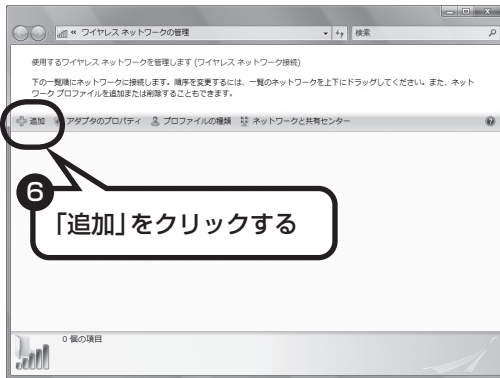 ワイヤレス ネットワークの管理
検索
使用するワイヤレス ネットワークを管理します (ワイヤレス ネットワーク接続)
下の一覧順にネットワークに接続します。順序を変更するには、一覧のネットワークを上下にドラッグしてください。また、ネット
ワーク プロファイルを追加または削除することもできます。
追加 アダプタのプロパティ プロファイルの種類 ネットワークと共有センター
6
「追加」をクリックする
0 個の項目